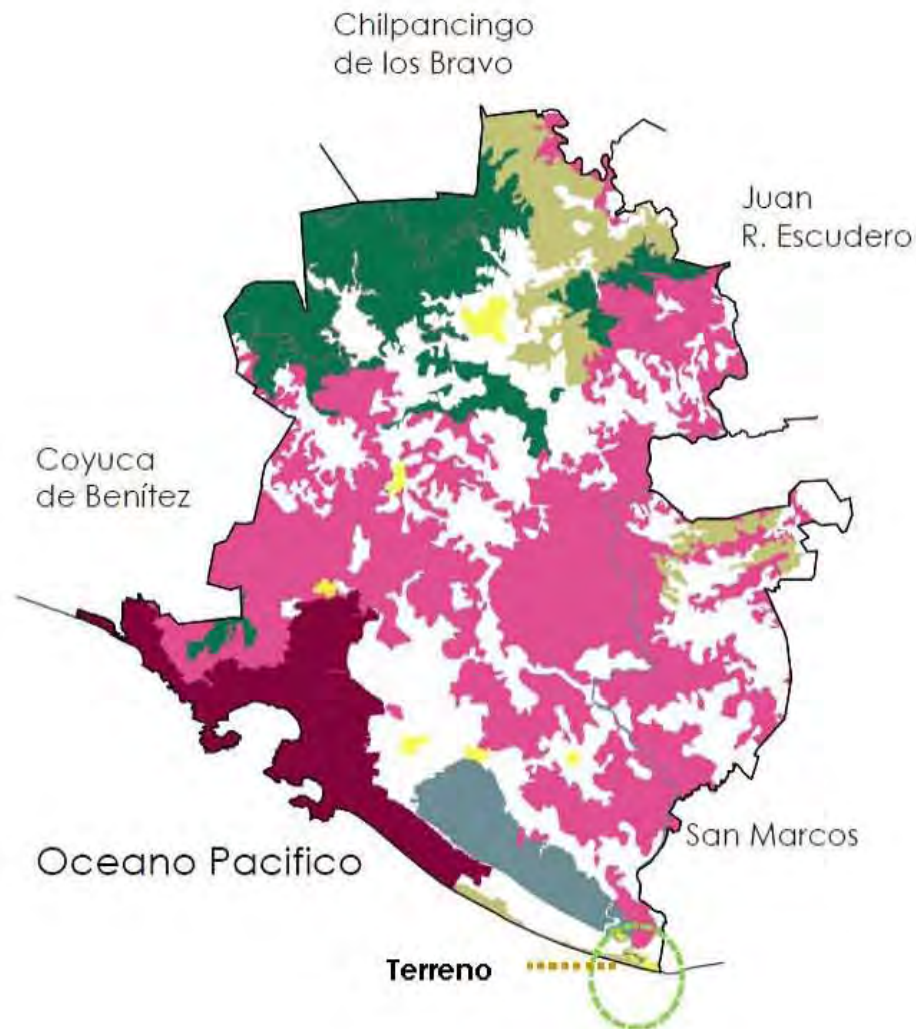 Chilpancingo
de los Bravo
Juan
R. Escudero
Coyuca
de Benítez
San Marcos
Oceano Pacifico
Terreno